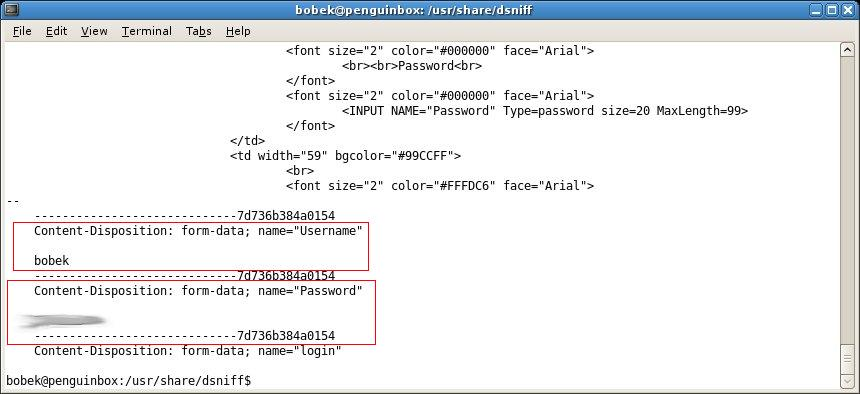 bobek@penguinbox: /usr/share/dsniff
File Edit View Terminal Tabs Help
<font size="2" color="#000000" face="Arial">
<br><br>Password<br>
</font>
<font size="2" color="#000000" face="Arial">
<INPUT NAME="Password" Type=password size=20 MaxLength=99>
</font>
</td>
<td width="59" bgcolor="#99CCFF">
<br>
<font size="2" color="#FFFDC6" face="Arial">
--
-----------------------------7d736b384a0154
Content-Disposition: form-data; name="Username"
bobek
-----------------------------7d736b384a0154
Content-Disposition: form-data; name="Password"
-----------------------------7d736b384a0154
Content-Disposition: form-data; name="login"
bobek@penguinbox:/usr/share/dsniff$